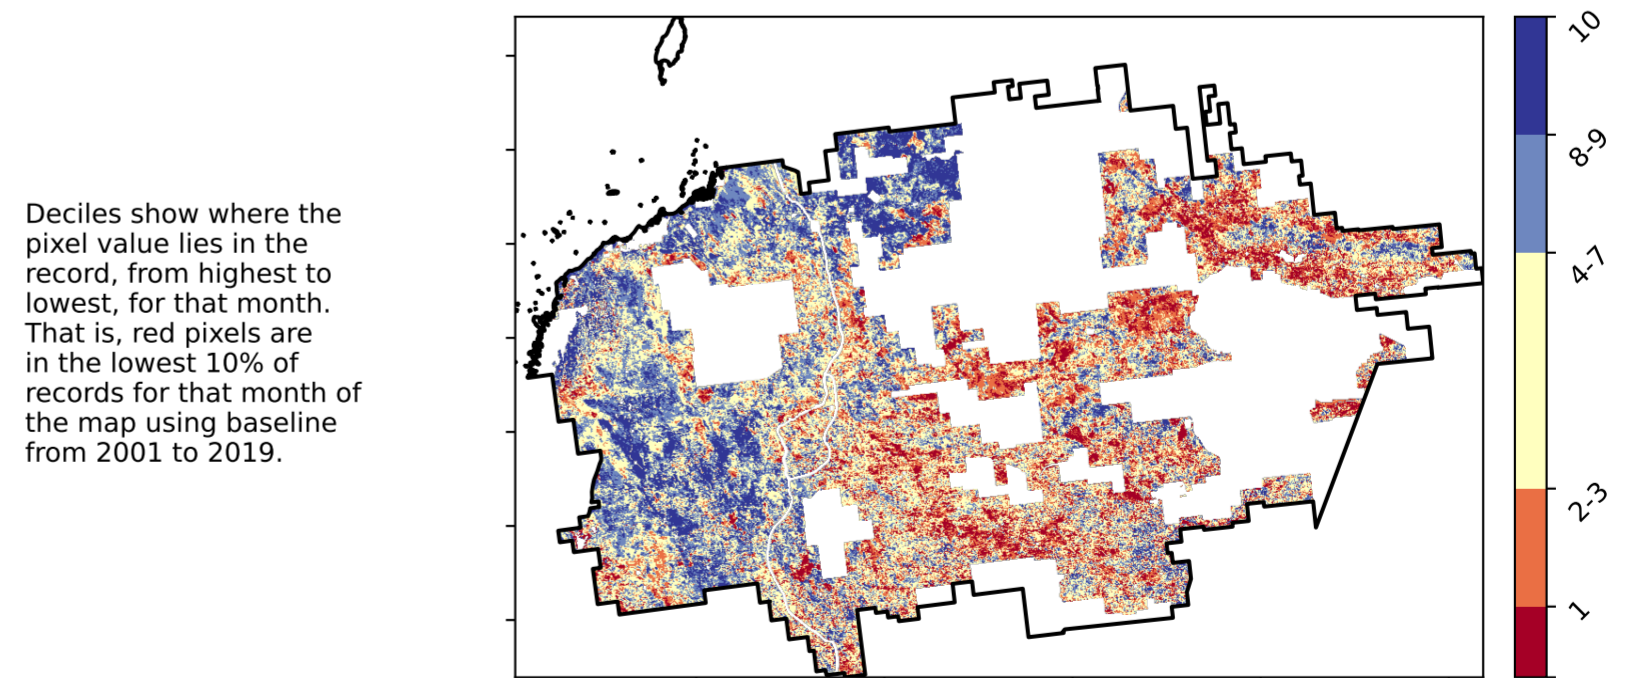 Deciles show where the
pixel value lies in the
record, from highest to
lowest, for that month.
That is, red pixels are
in the lowest 10% of
records for that month of
the map using baseline
from 2001 to 2019.
10
8-9
4-7
2-3
1